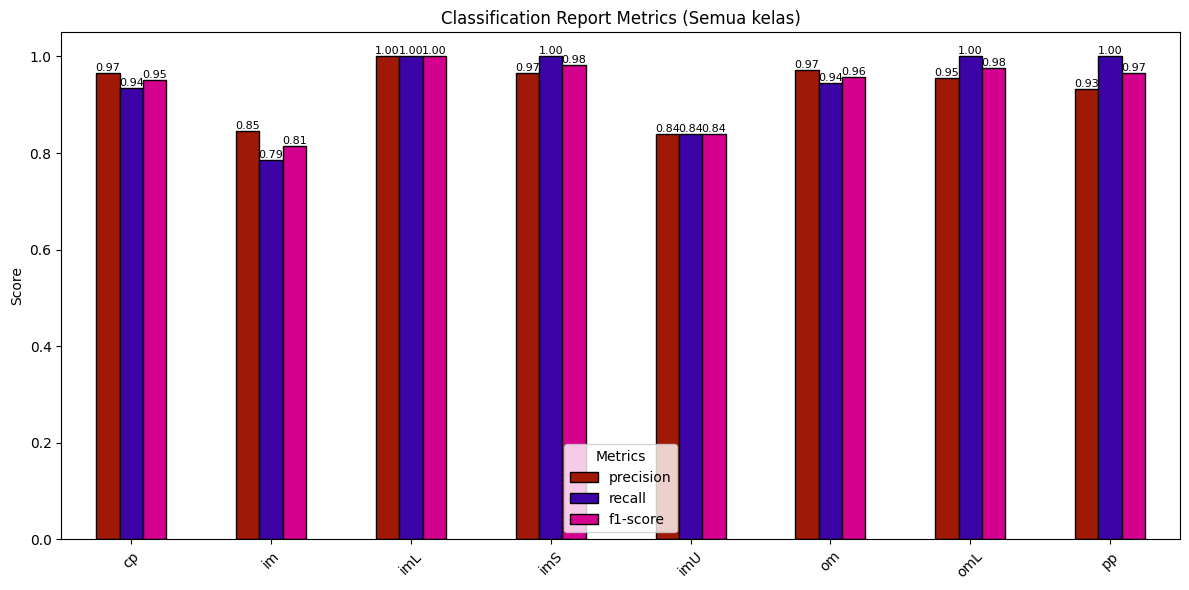 Classification Report Metrics (Semua kelas)
Score
1.0
0.8
0.6
0.4
0.2
0.0
0.97 0.94 0.95
0.85 0.79 0.81
1.00 1.00 1.00
0.97 1.00 0.98
0.84 0.84 0.84
0.97 0.94 0.96
0.95 1.00 0.98
0.93 1.00 0.97
Metrics
precision
recall
f1-score
cp im imL imS imU om omL pp